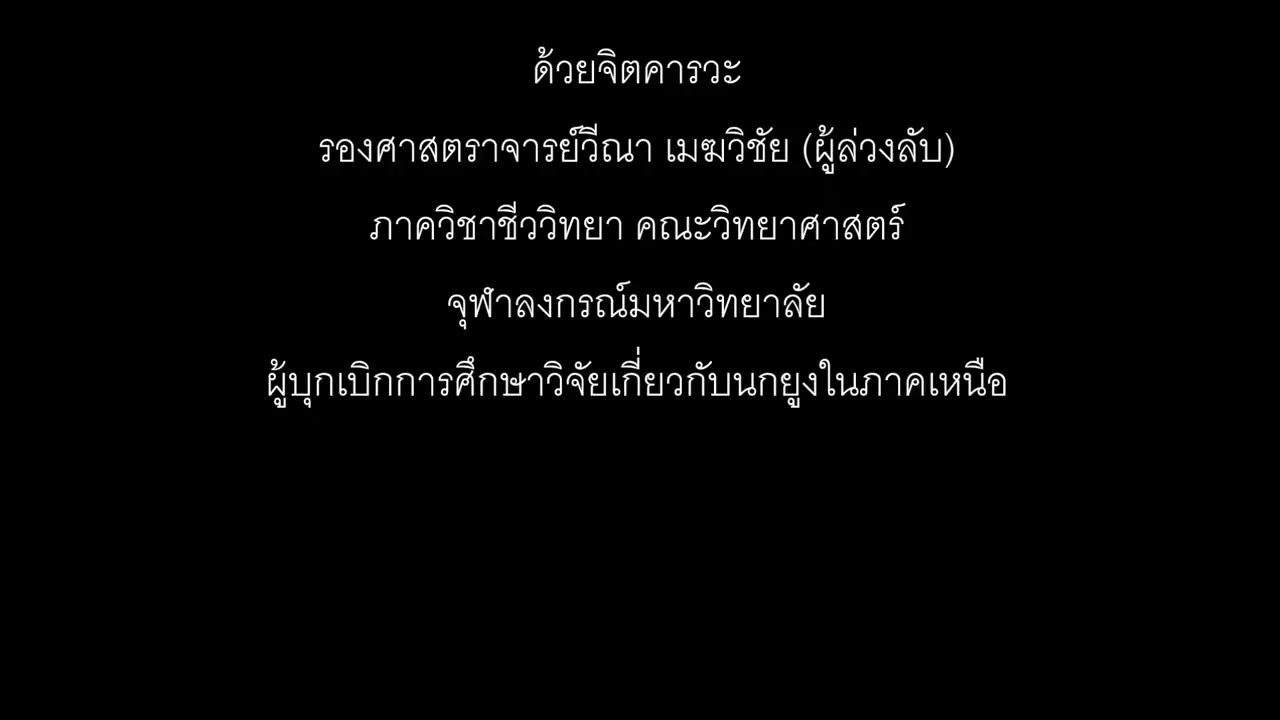 ด้วยจิตคารวะ
รองศาสตราจารย์วีณา เมฆวิชัย (ผู้ล่วงลับ)
ภาควิชาชีววิทยา คณะวิทยาศาสตร์
จุฬาลงกรณ์มหาวิทยาลัย
ผู้บุกเบิกการศึกษาวิจัยเกี่ยวกับนกยูงในภาคเหนือ